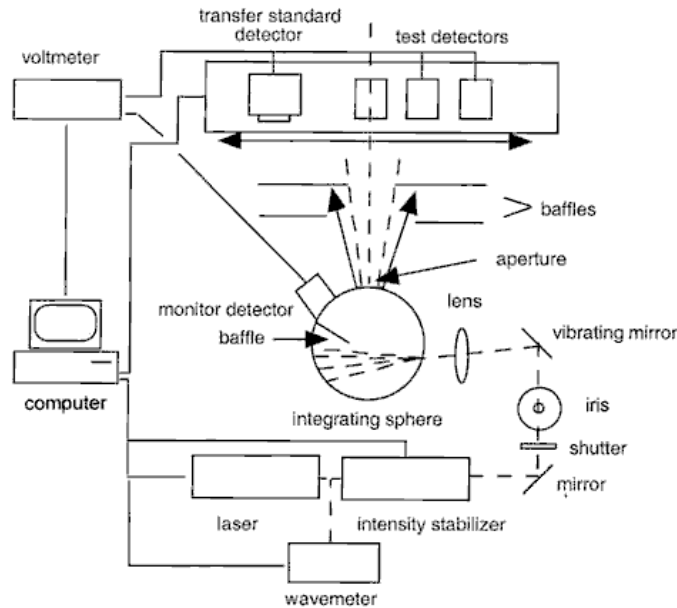 transfer standard
detector
test detectors
voltmeter
baffles
aperture
monitor detector
baffle
lens
vibrating mirror
iris
computer
integrating sphere
shutter
mirror
laser
intensity stabilizer
wavemeter